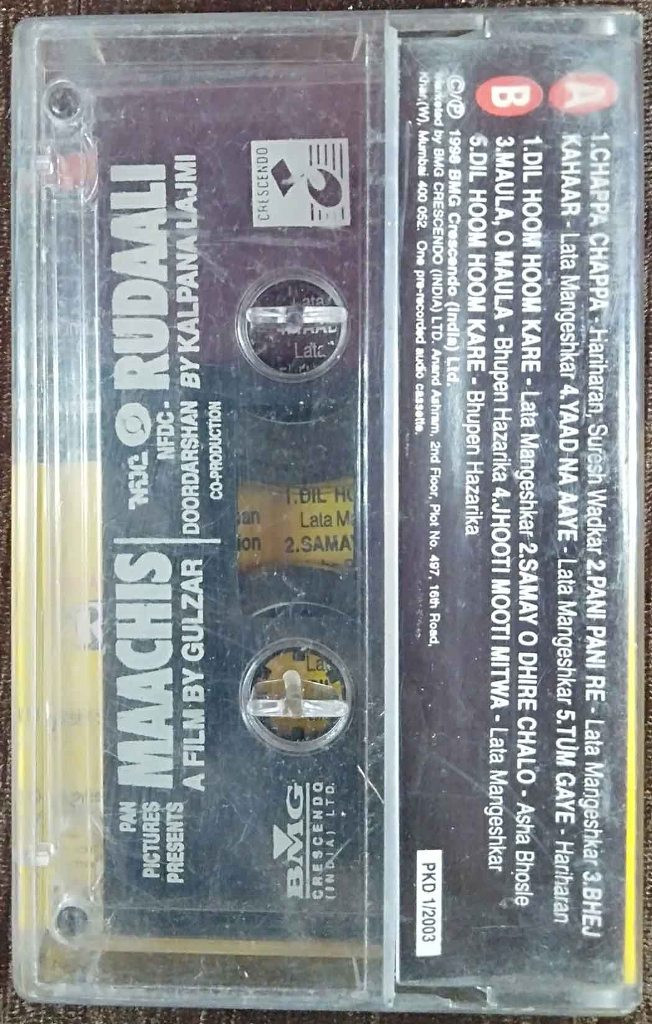 A 1.CHAPPA CHAPPA - Hariharan, Suresh Wadkar 2.PANI PANI RE - Lata Mangeshkar 3.BHEJ
KAHAAR - Lata Mangeshkar 4.YAAD NA AAYE - Lata Mangeshkar 5.TUM GAYE - Hariharan
B 1.DIL HOOM HOOM KARE - Lata Mangeshkar 2.SAMAY O DHIRE CHALO - Asha Bhosle
3.MAULA, O MAULA - Bhupen Hazarika 4.JHOOTI MOOTI MITWA - Lata Mangeshkar
5.DIL HOOM HOOM KARE - Bhupen Hazarika
©/℗ 1998 BMG Crescendo (India) Ltd.
Marketed by BMG CRESCENDO (INDIA) LTD. Anand Ashram, 2nd Floor, Plot No. 497, 16th Road,
Khar,(W), Mumbai 400 052. One pre-recorded audio cassette.
PKD 1/2003
PAN
PICTURES
PRESENTS
MAACHIS
A FILM BY GULZAR
NFDC-
DOORDARSHAN
CO-PRODUCTION
RUDAALI
BY KALPANA LAJMI
BMG
CRESCENDO
(INDIA) LTD.
CRESCENDO
1.DIL HO
Lata Ma
2.SAMAY